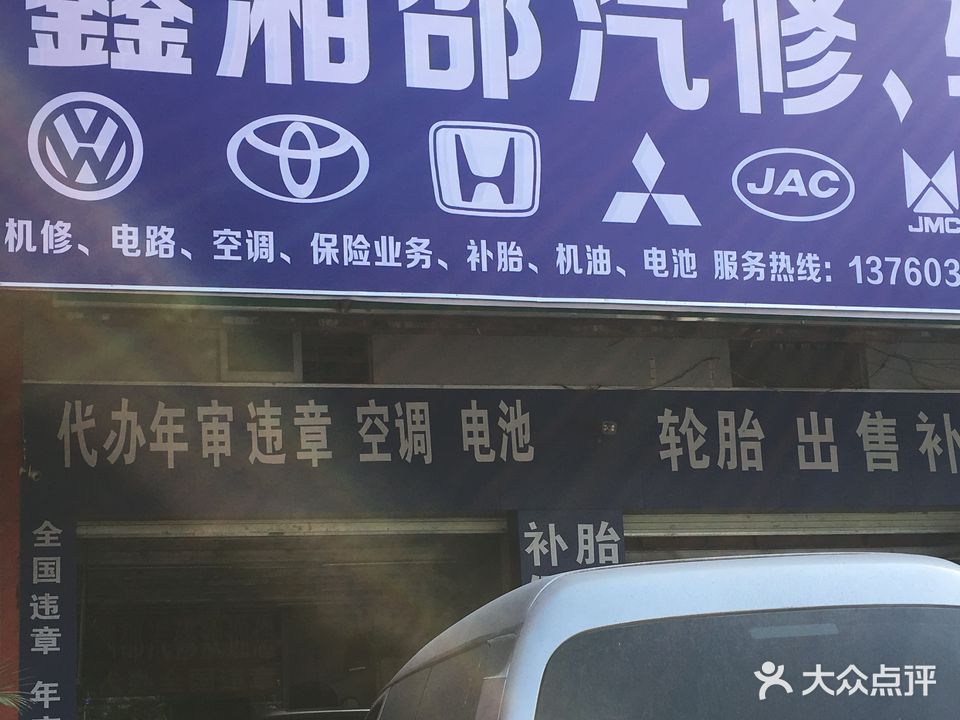 鑫湘邵汽修、
JAC
JMC
机修、电路、空调、保险业务、补胎、机油、电池 服务热线：137603
代办年审违章 空调 电池
轮胎 出售补
全国违章 年
补胎
大众点评